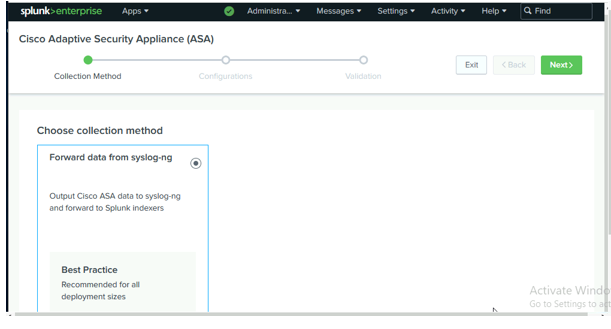 splunk>enterprise Apps ▾ Administra... ▾ Messages ▾ Settings ▾ Activity ▾ Help ▾ Find
Cisco Adaptive Security Appliance (ASA)
Collection Method Configurations Validation Exit < Back Next >
Choose collection method
Forward data from syslog-ng
Output Cisco ASA data to syslog-ng
and forward to Splunk indexers
Best Practice
Recommended for all
deployment sizes
Activate Windo
Go to Settings to act